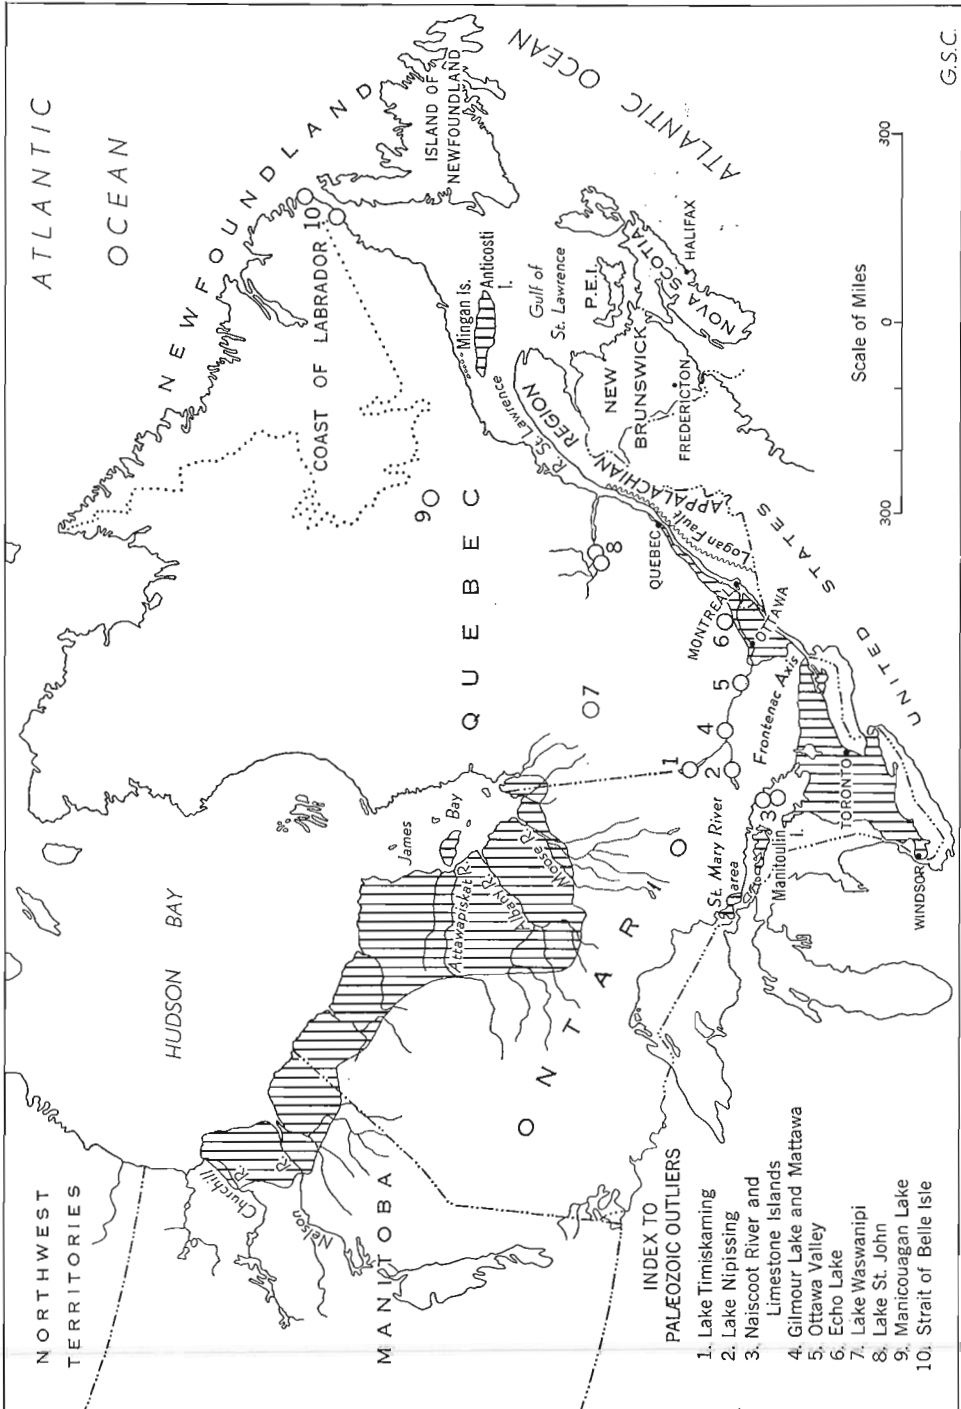 ATLANTIC
OCEAN
NORTHWEST
TERRITORIES
HUDSON BAY
NEWFOUNDLAND
COAST OF LABRADOR
10
ISLAND OF
NEWFOUNDLAND
ATLANTIC OCEAN
Churchill R.
Nelson R.
MANITOBA
James
Bay
Attawapiskat R.
Albany R.
Moose R.
QUEBEC
9
Mingan Is.
Anticosti
I.
Gulf of
St. Lawrence
R. St. Lawrence
ONTARIO
7
8
APPALACHIAN REGION
Logan Fault
NEW
BRUNSWICK
P.E.I.
NOVA SCOTIA
HALIFAX
FREDERICTON
QUEBEC
MONTREAL
OTTAWA
1
2
4
5
6
3
St. Mary River
area
Manitoulin
I.
Frontenac Axis
TORONTO
WINDSOR
UNITED STATES
INDEX TO
PALÆOZOIC OUTLIERS
1. Lake Timiskaming
2. Lake Nipissing
3. Naiscoot River and
Limestone Islands
4. Gilmour Lake and Mattawa
5. Ottawa Valley
6. Echo Lake
7. Lake Waswanipi
8. Lake St. John
9. Manicouagan Lake
10. Strait of Belle Isle
Scale of Miles
300 0 300
G.S.C.